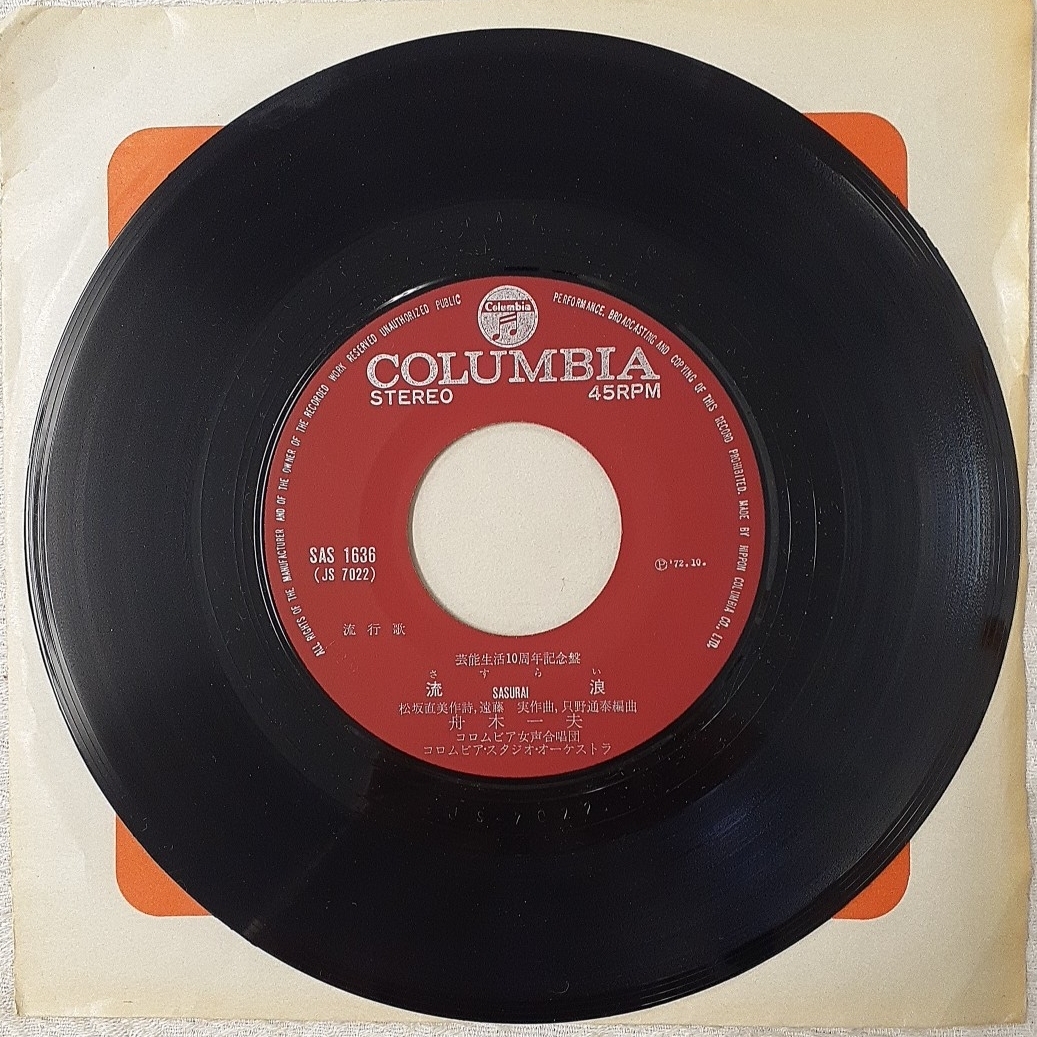 ALL RIGHTS OF THE MANUFACTURER AND OF THE OWNER OF THE RECORDED WORK RESERVED UNAUTHORIZED PUBLIC PERFORMANCE, BROADCASTING AND COPYING OF THIS RECORD PROHIBITED. MADE BY NIPPON COLUMBIA CO., LTD.
Columbia
COLUMBIA
STEREO 45RPM
SAS 1636
(JS 7022)
Ⓟ'72.10.
流行歌
芸能生活10周年記念盤
さすらい
流 SASURAI 浪
松坂直美作詩,遠藤 実作曲,只野通泰編曲
舟木一夫
コロムビア女声合唱団
コロムビア・スタジオ・オーケストラ
JS-7022